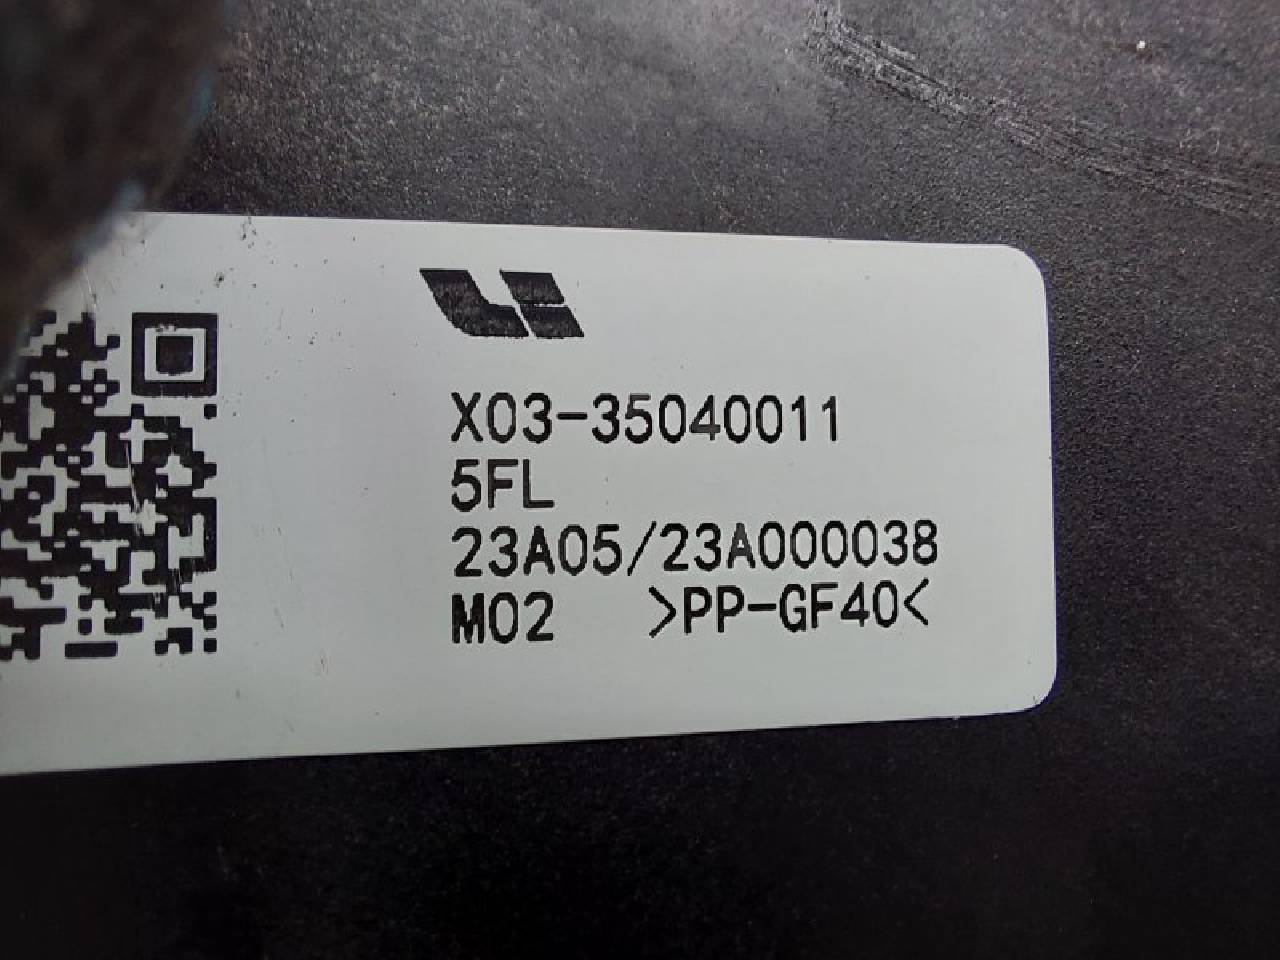 X03-35040011
5FL
23A05/23A000038
M02 >PP-GF40<